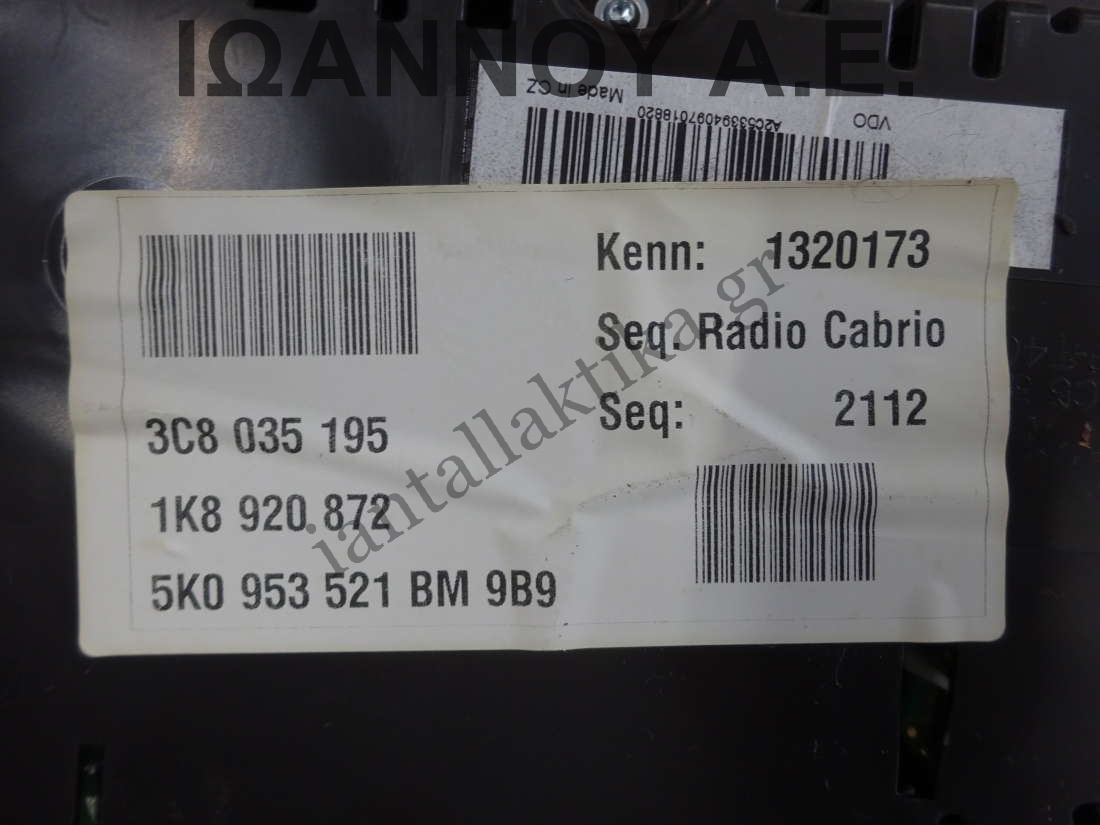 ΙΩΑΝΝΟΥ Α.Ε.
Made in CZ
VDO
Kenn: 1320173
Seq. Radio Cabrio
Seq: 2112
3C8 035 195
1K8 920 872
5K0 953 521 BM 9B9
iantallaktika.gr